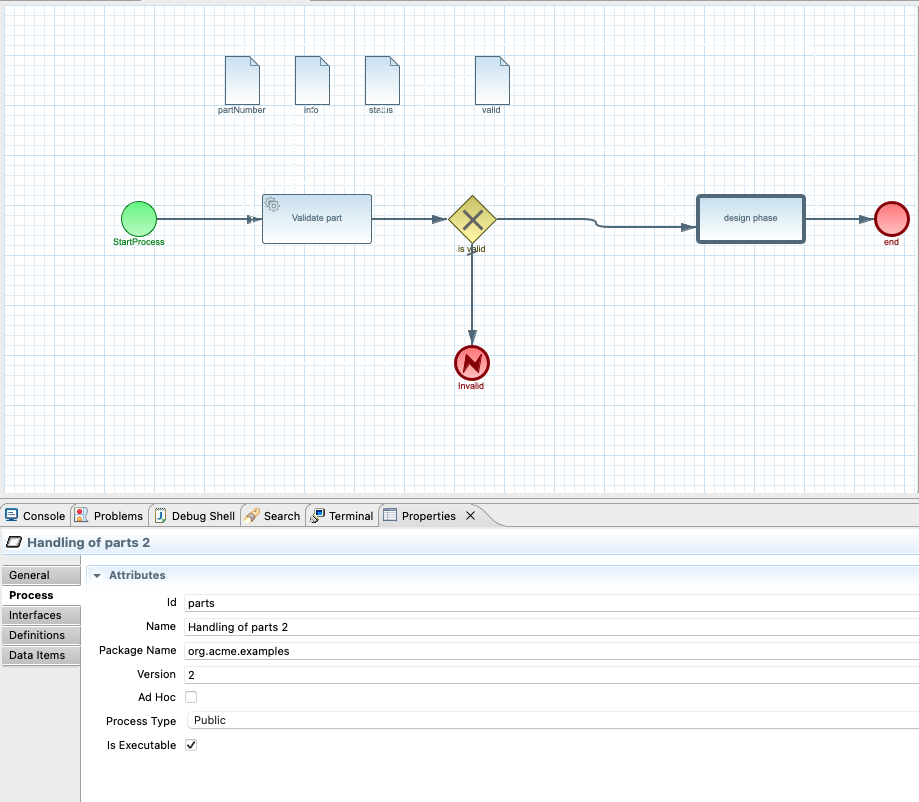 partNumber
info
status
valid
Validate part
design phase
StartProcess
is valid
end
Invalid
Console
Problems
Debug Shell
Search
Terminal
Properties
Handling of parts 2
General
Process
Interfaces
Definitions
Data Items
Attributes
Id
parts
Name
Handling of parts 2
Package Name
org.acme.examples
Version
2
Ad Hoc
Process Type
Public
Is Executable